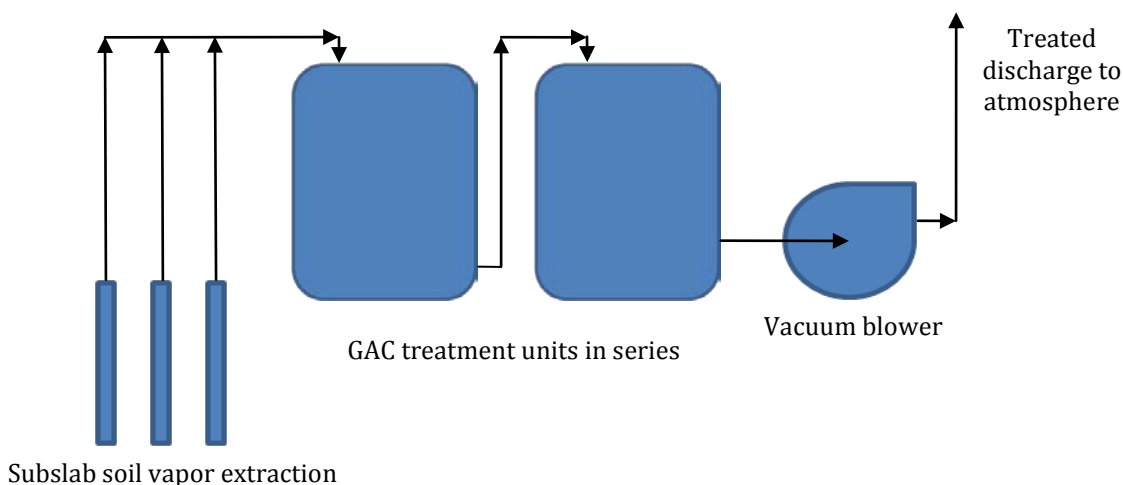 Treated
discharge to
atmosphere
Vacuum blower
GAC treatment units in series
Subslab soil vapor extraction